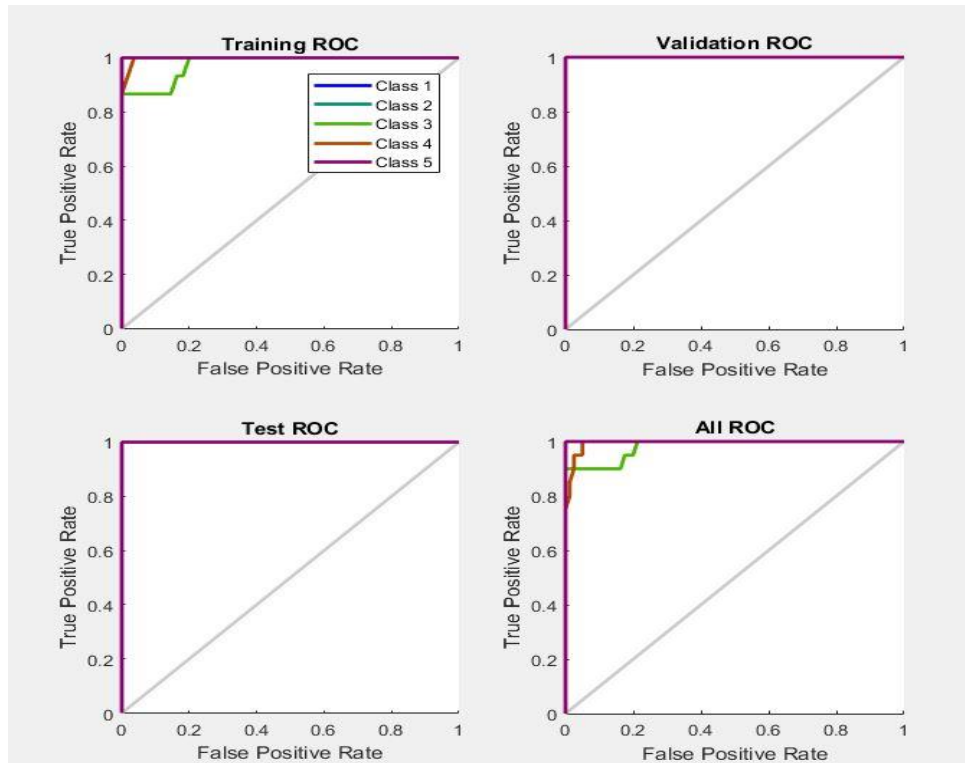 Training ROC
True Positive Rate
1
0.8
0.6
0.4
0.2
0
Class 1
Class 2
Class 3
Class 4
Class 5
0 0.2 0.4 0.6 0.8 1
False Positive Rate
Validation ROC
True Positive Rate
1
0.8
0.6
0.4
0.2
0
0 0.2 0.4 0.6 0.8 1
False Positive Rate
Test ROC
True Positive Rate
1
0.8
0.6
0.4
0.2
0
0 0.2 0.4 0.6 0.8 1
False Positive Rate
All ROC
True Positive Rate
1
0.8
0.6
0.4
0.2
0
0 0.2 0.4 0.6 0.8 1
False Positive Rate